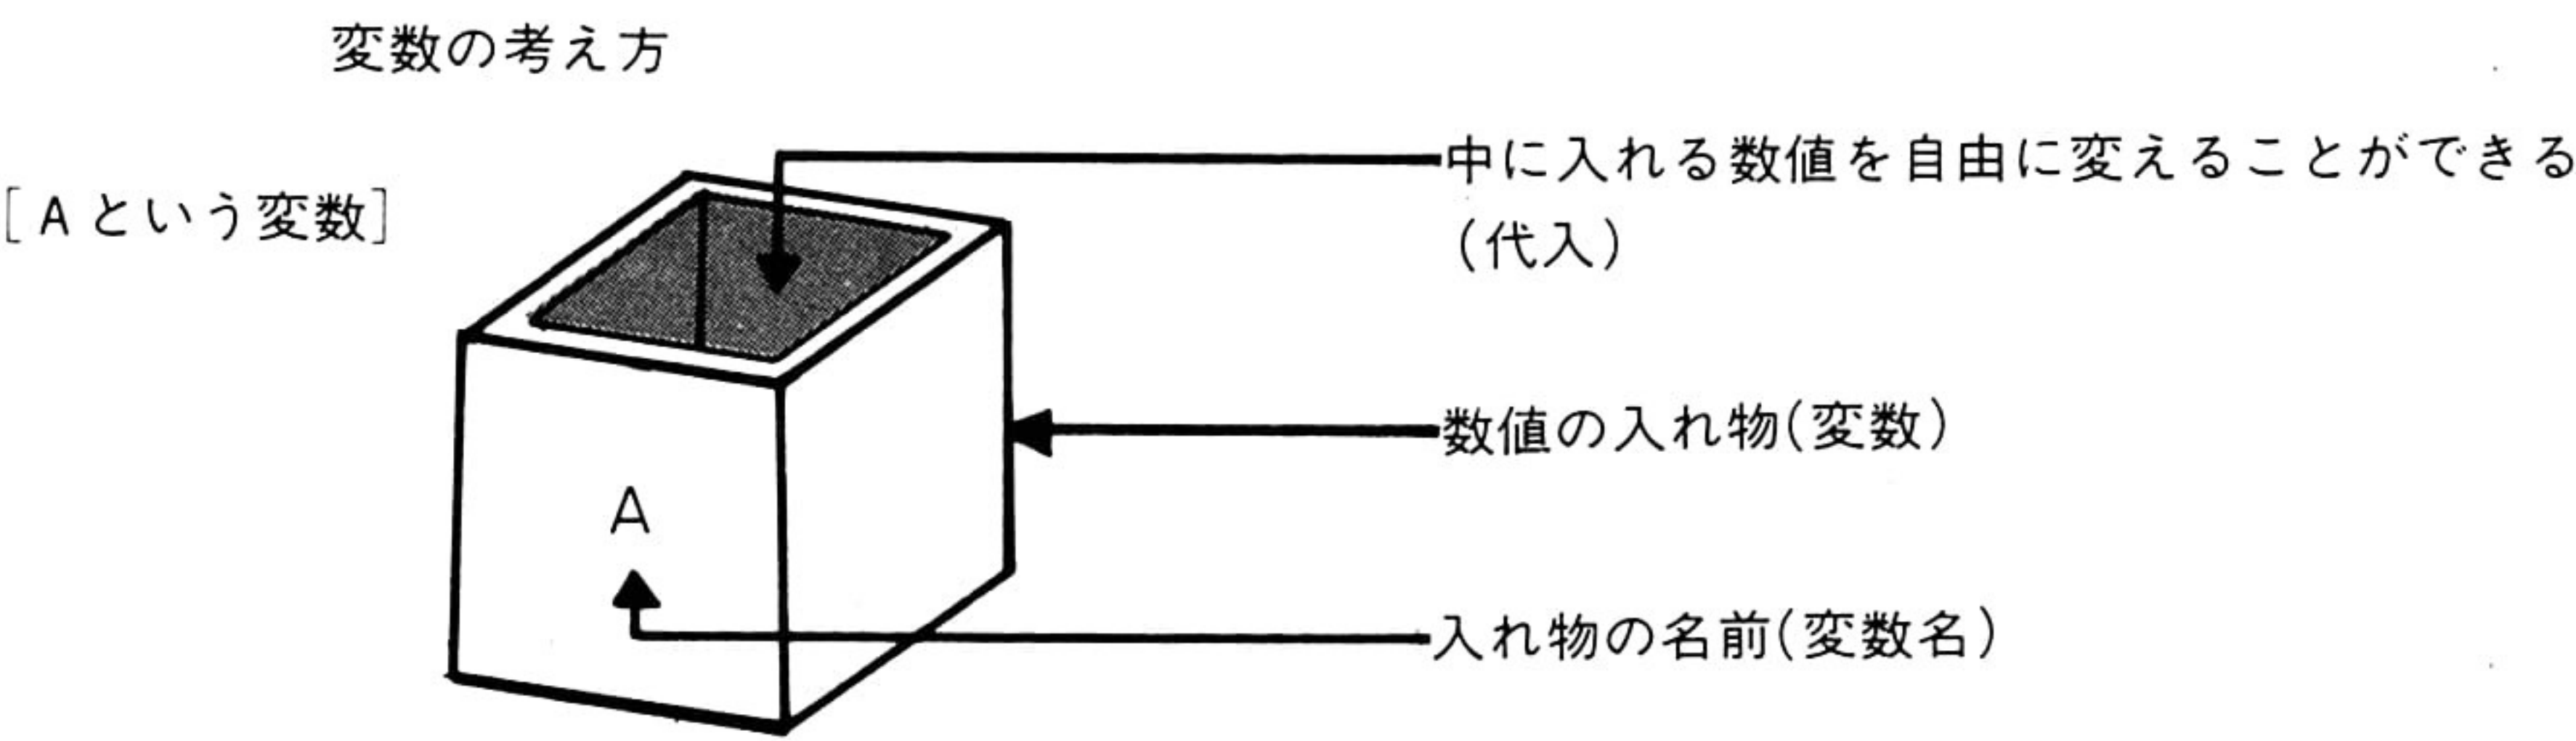 変数の考え方
中に入れる数値を自由に変えることができる
[Aという変数]
(代入)
数値の入れ物(変数)
A
入れ物の名前(変数名)